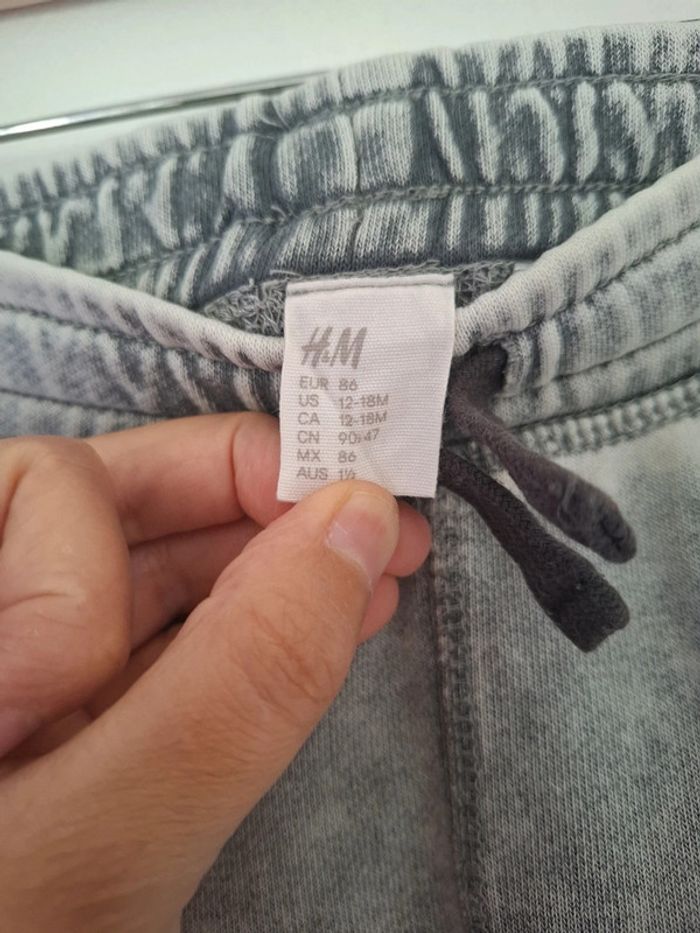 H&M
EUR 86
US 12-18M
CA 12-18M
CN 90/47
MX 86
AUS 1½